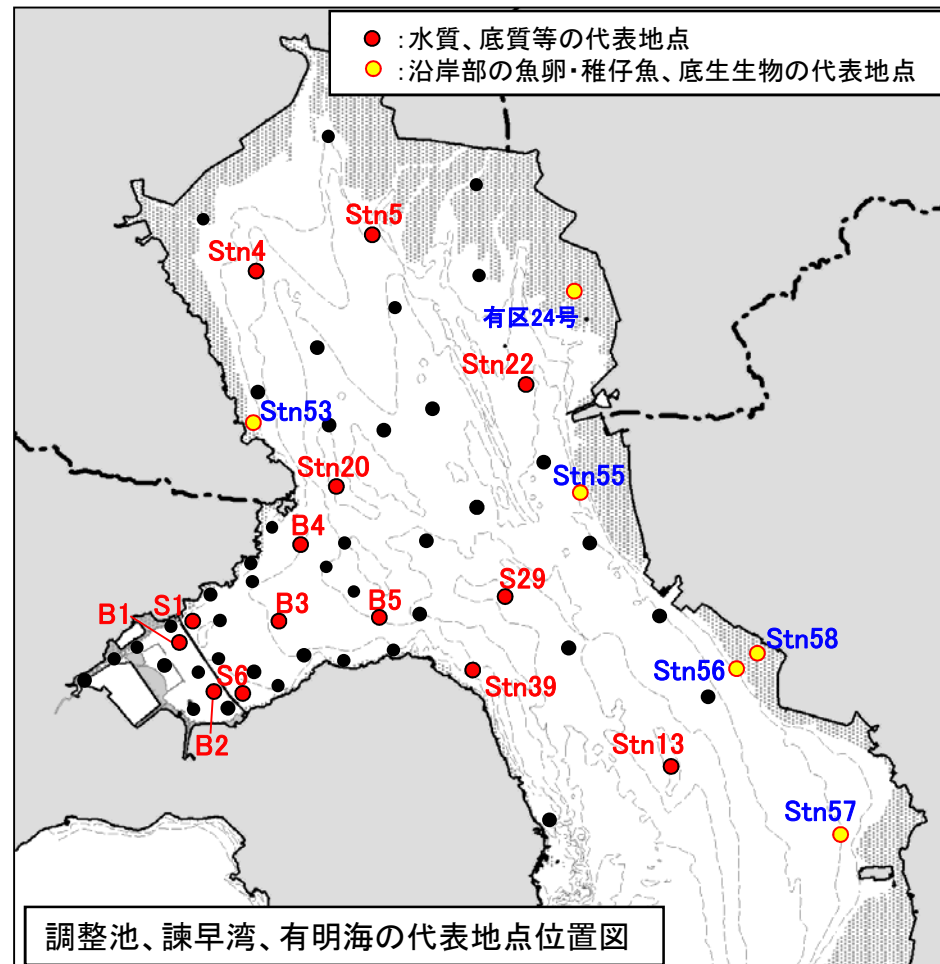 ：水質、底質等の代表地点
：沿岸部の魚卵・稚仔魚、底生生物の代表地点
Stn5
Stn4
有区24号
Stn22
Stn53
Stn20
Stn55
B4
S29
S1
B1
B3
B5
Stn58
Stn56
S6
Stn39
B2
Stn13
Stn57
調整池、諫早湾、有明海の代表地点位置図